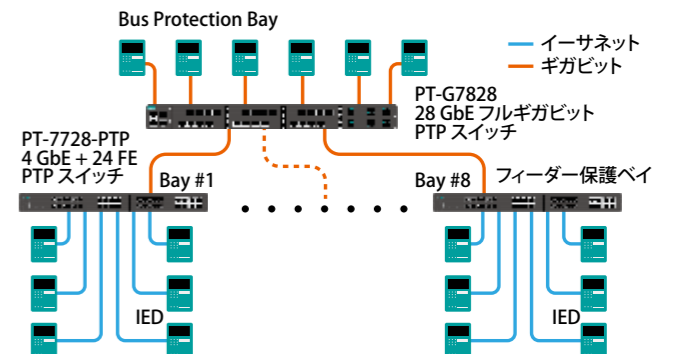 Bus Protection Bay
イーサネット
ギガビット
PT-G7828
28 GbE フルギガビット
PTP スイッチ
PT-7728-PTP
4 GbE + 24 FE
PTP スイッチ
Bay #1
Bay #8
フィーダー保護ベイ
IED
IED